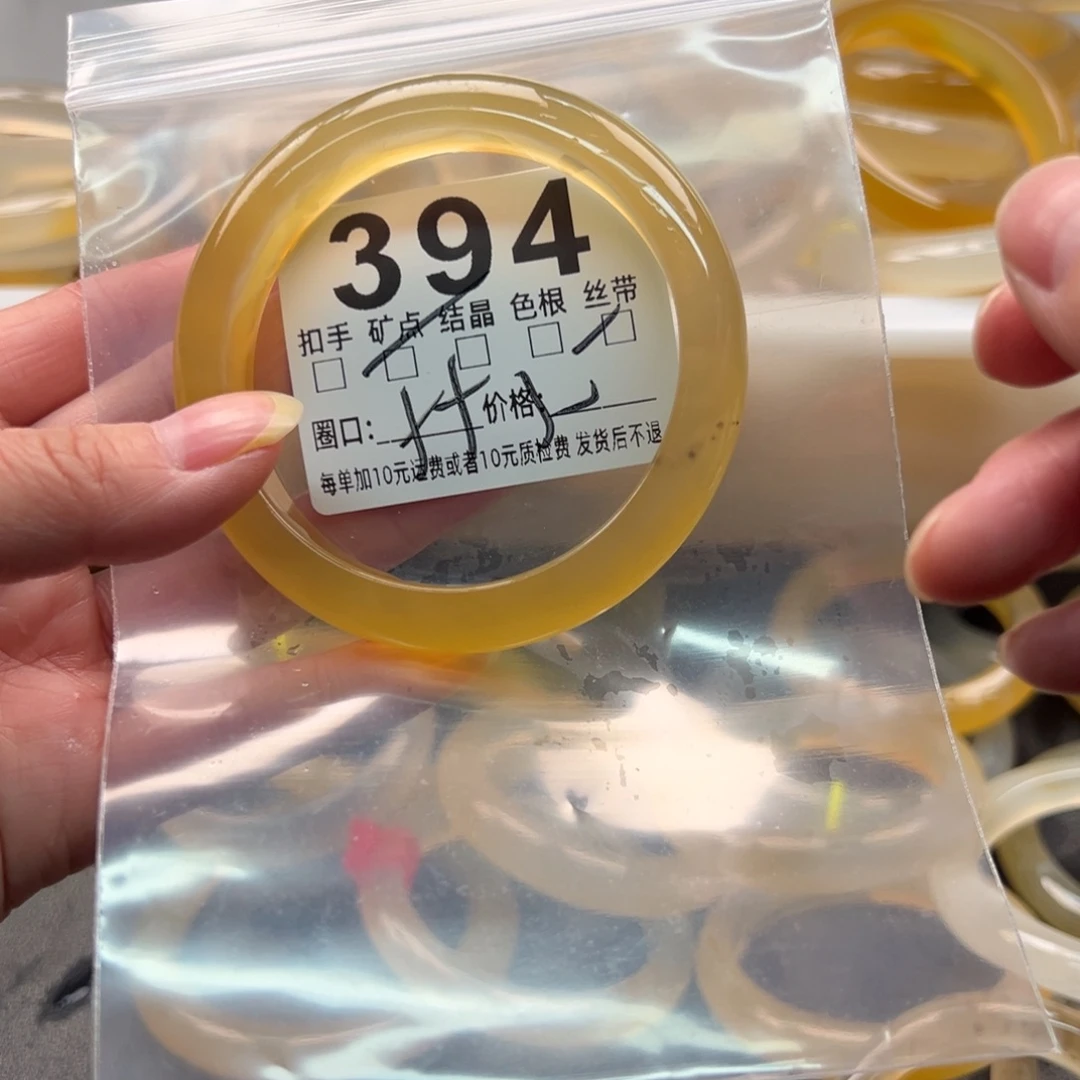 394
扣手 矿点 结晶 色根 丝带
圈口: 价格:
每单加10元运费或者10元质检费 发货后不退